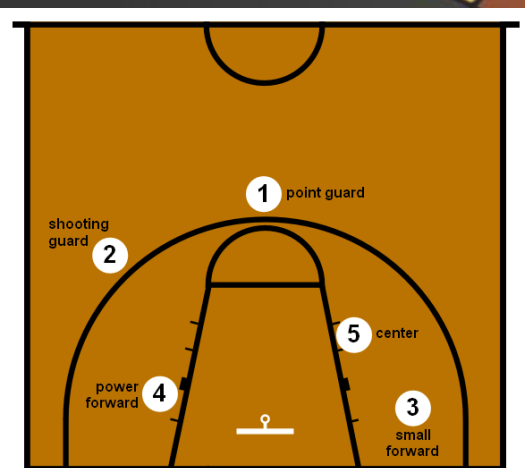 1 point guard
shooting
guard 2
5 center
power
forward 4
3
small
forward